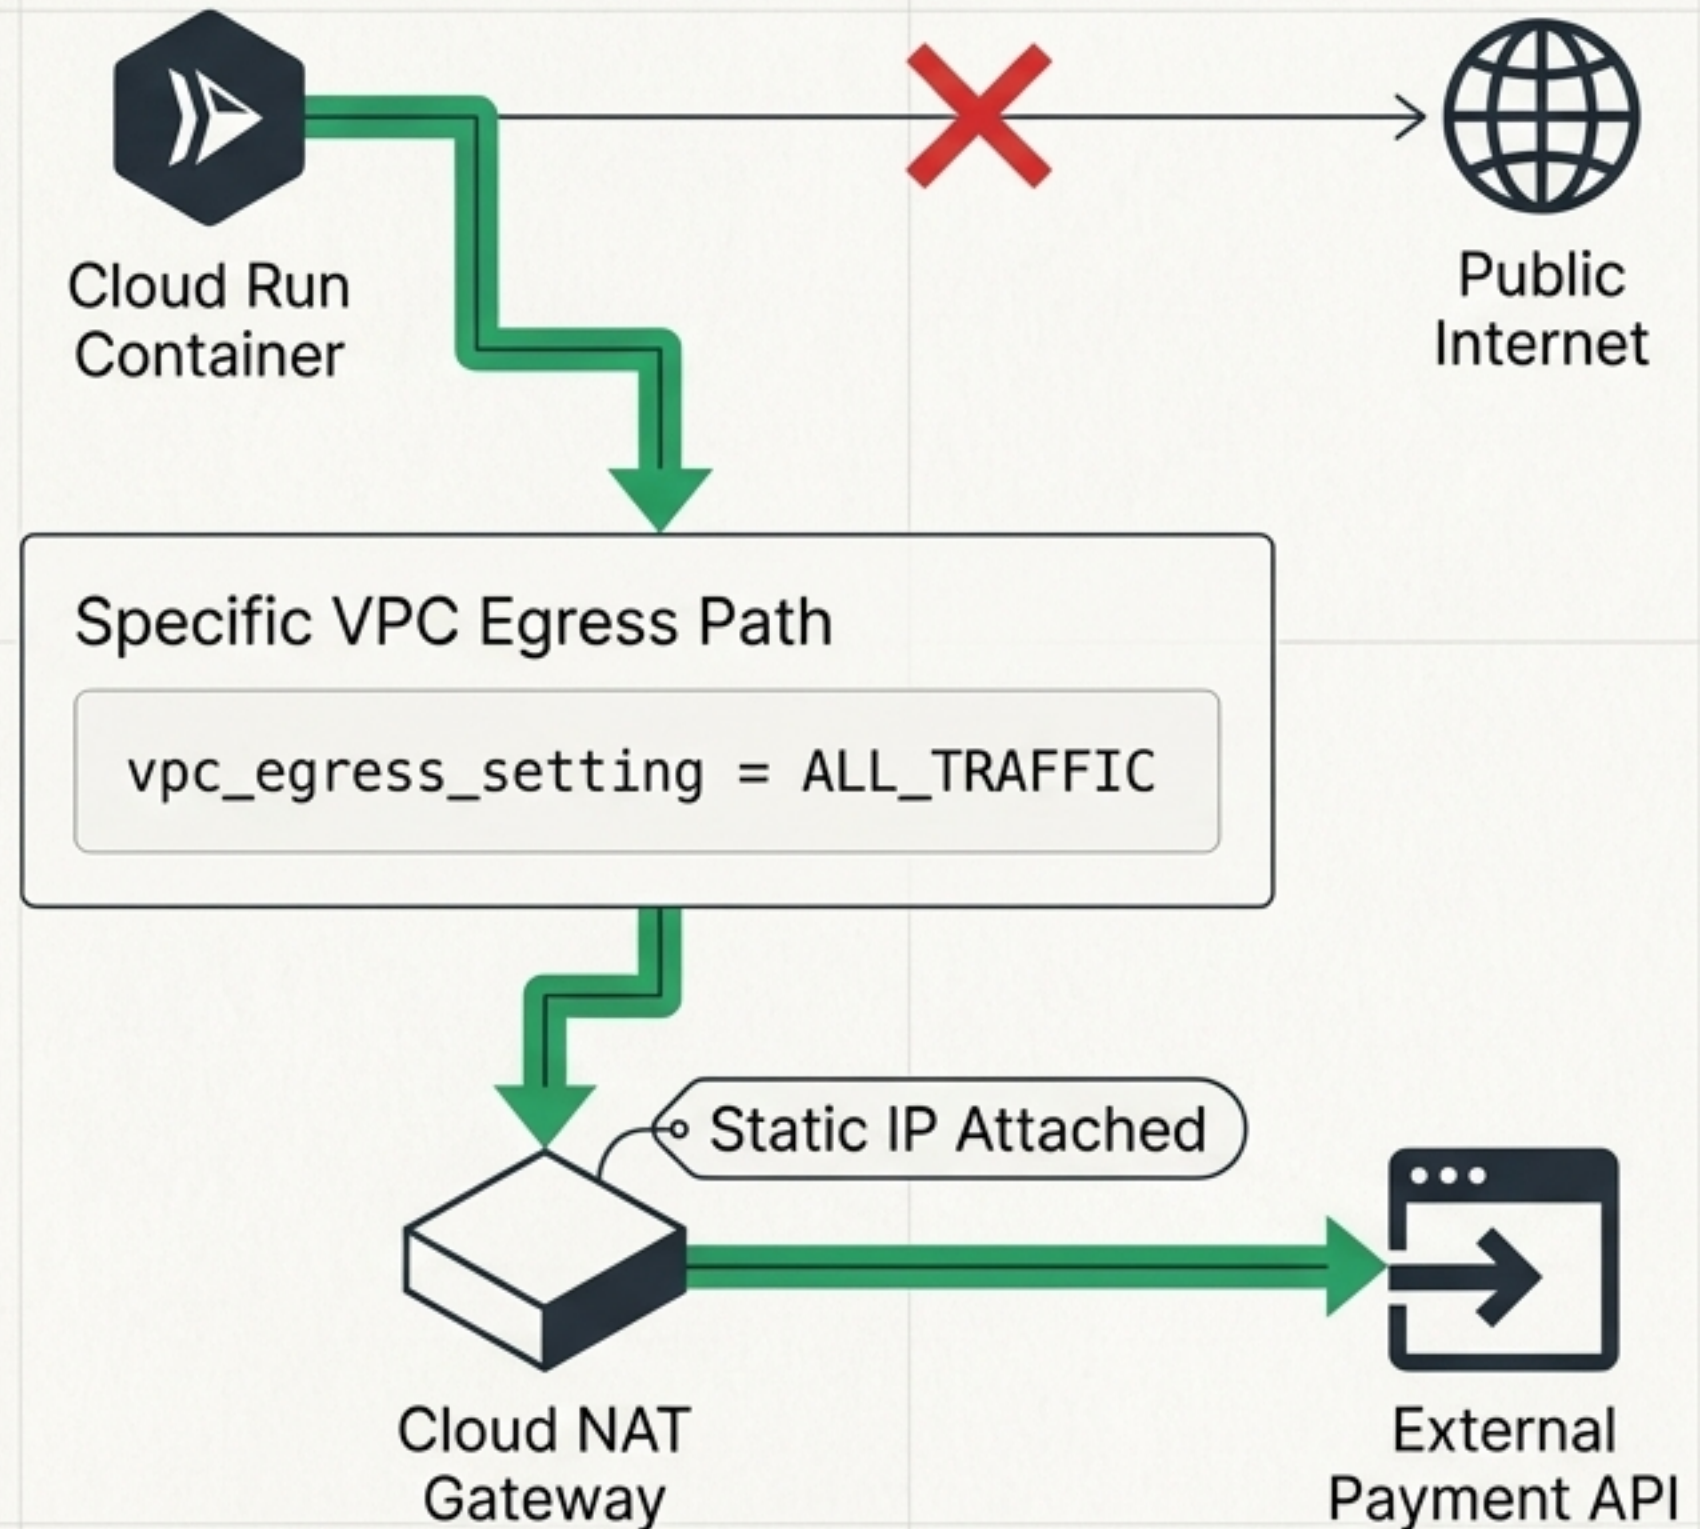 Cloud Run
Container
Public
Internet
Specific VPC Egress Path
vpc_egress_setting = ALL_TRAFFIC
Static IP Attached
Cloud NAT
Gateway
External
Payment API